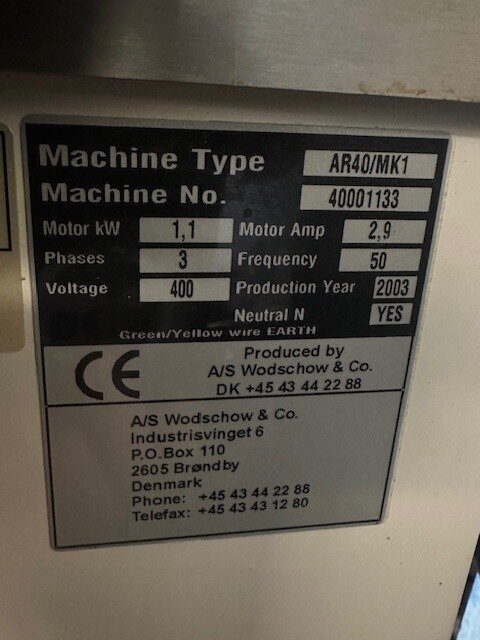 Machine Type AR40/MK1
Machine No. 40001133
Motor kW 1,1 Motor Amp 2,9
Phases 3 Frequency 50
Voltage 400 Production Year 2003
Neutral N YES
Green/Yellow wire EARTH
CE
Produced by
A/S Wodschow & Co.
DK +45 43 44 22 88
A/S Wodschow & Co.
Industrisvinget 6
P.O.Box 110
2605 Brøndby
Denmark
Phone: +45 43 44 22 88
Telefax: +45 43 43 12 80